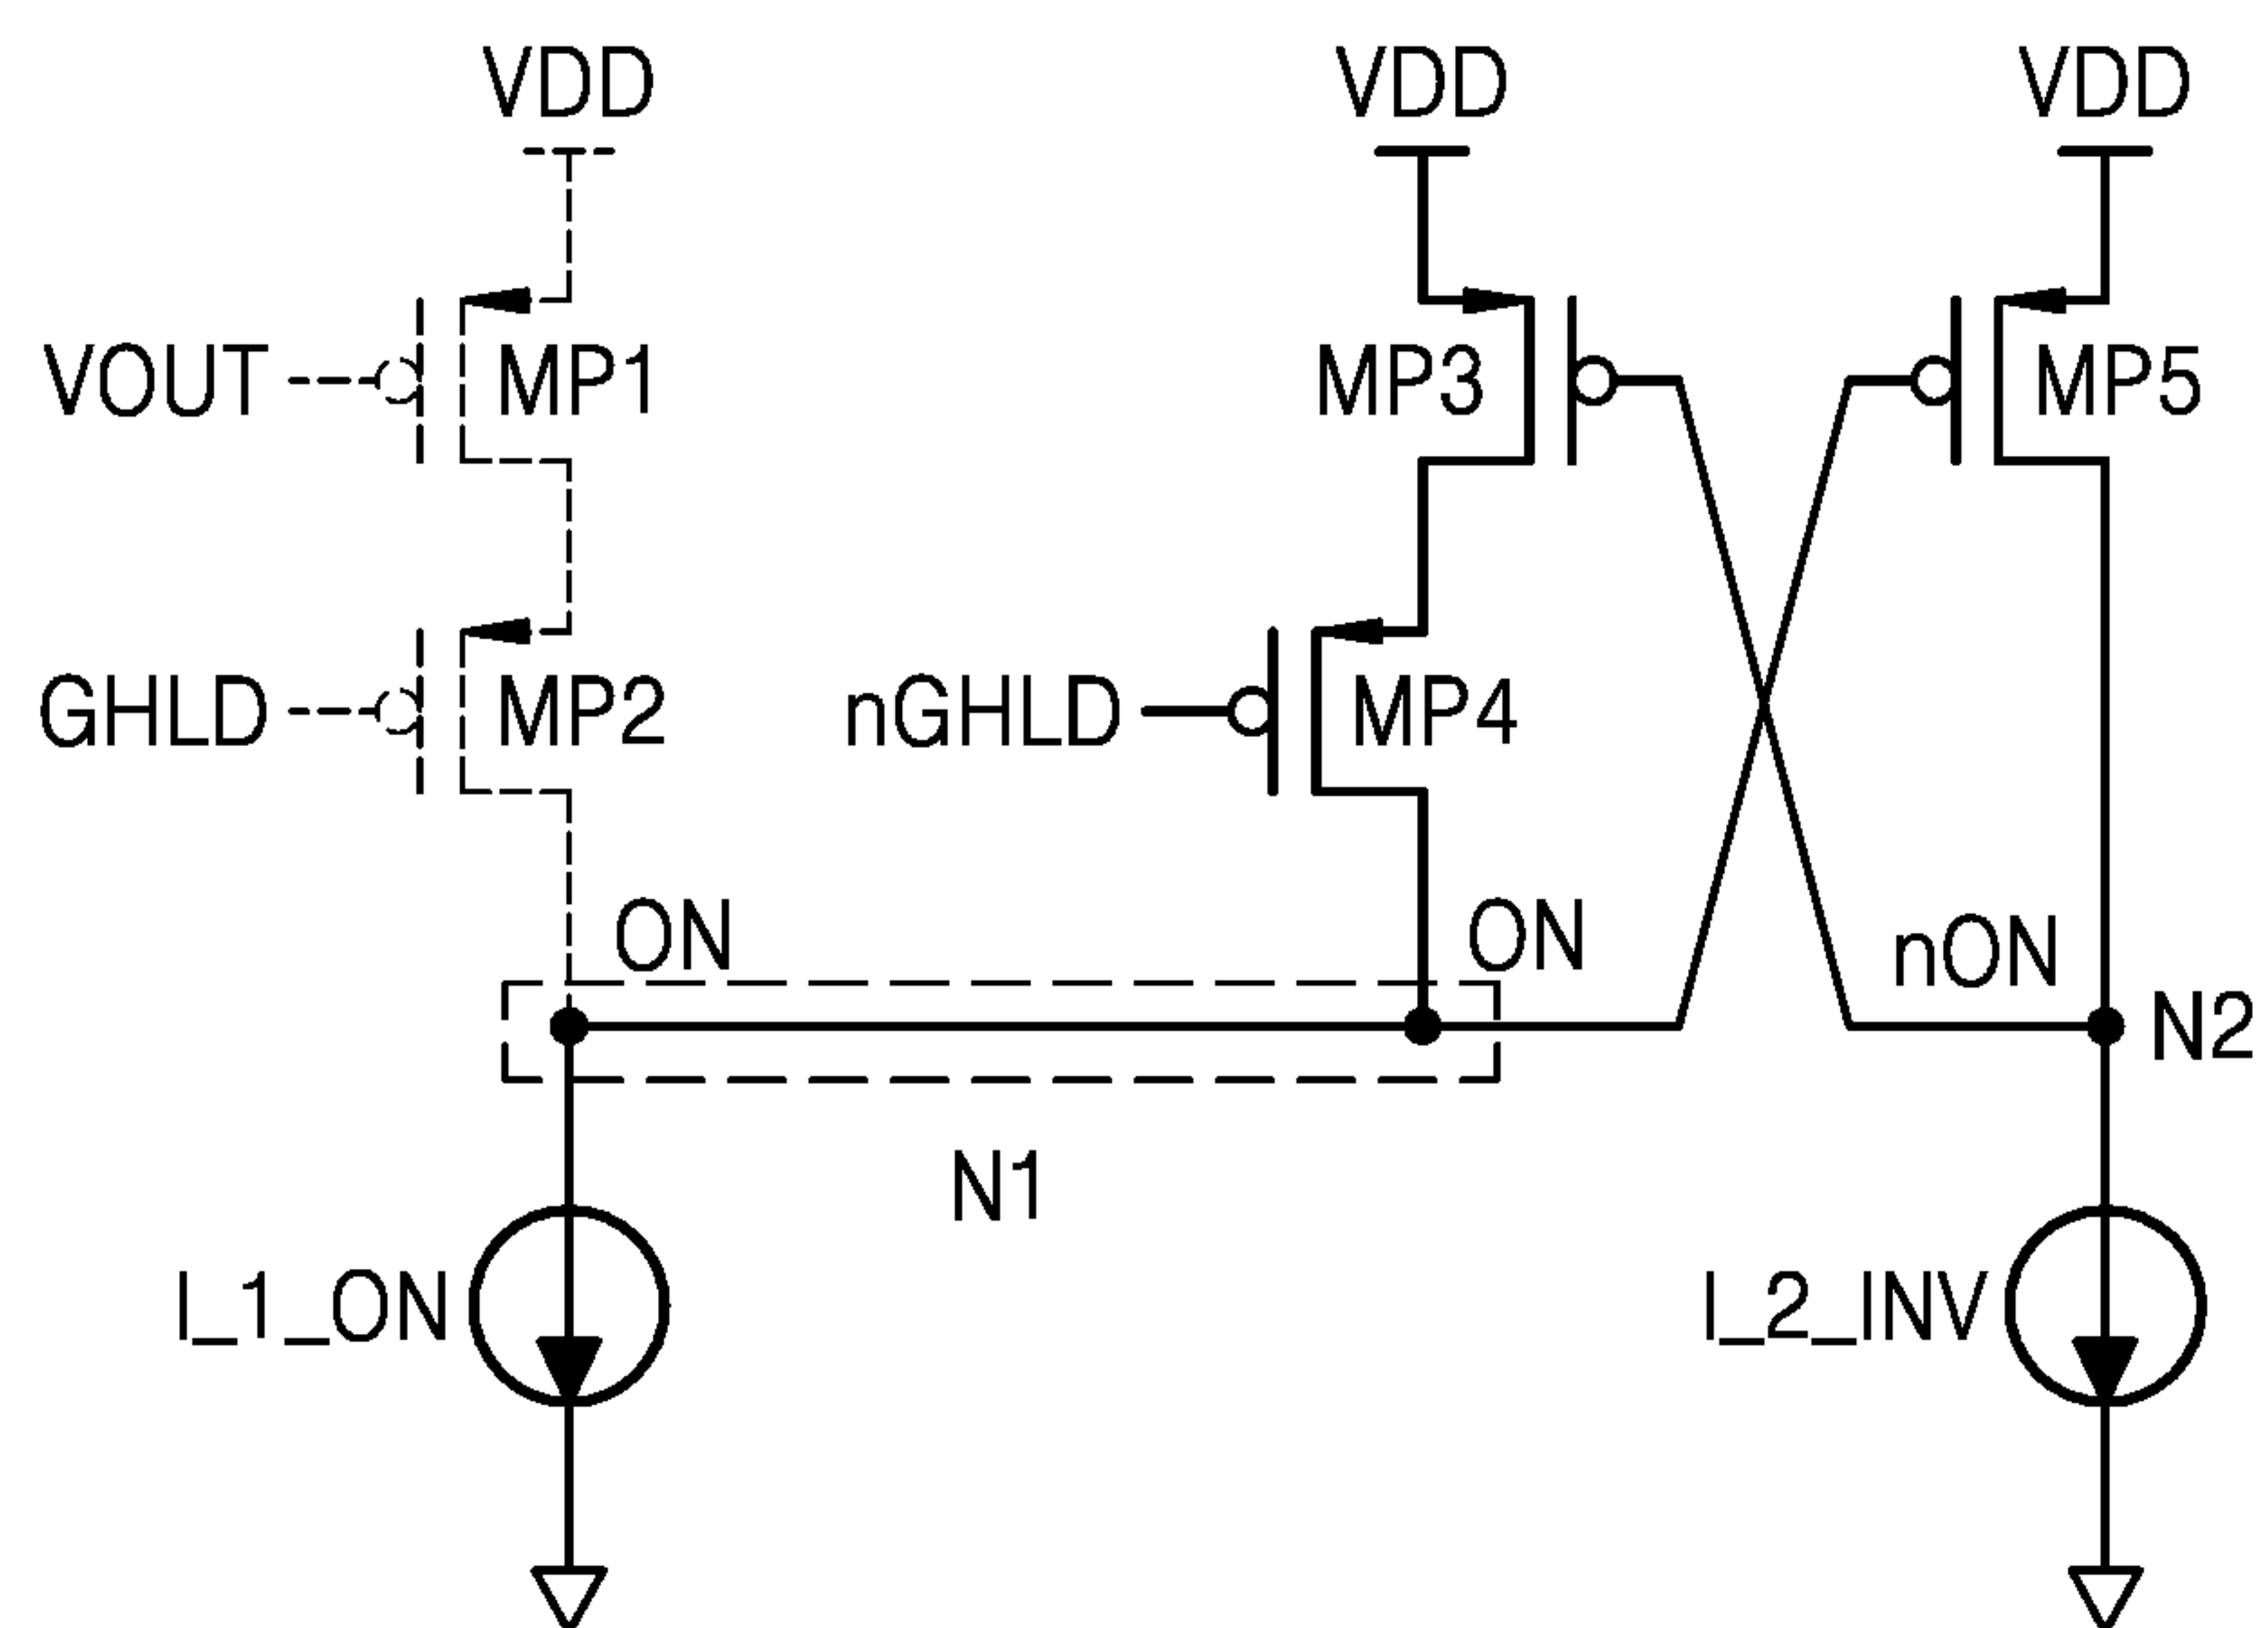 VDD VDD VDD
VOUT MP1 MP3 MP5
GHLD MP2 nGHLD MP4
ON ON nON
N2
N1
I_1_ON I_2_INV